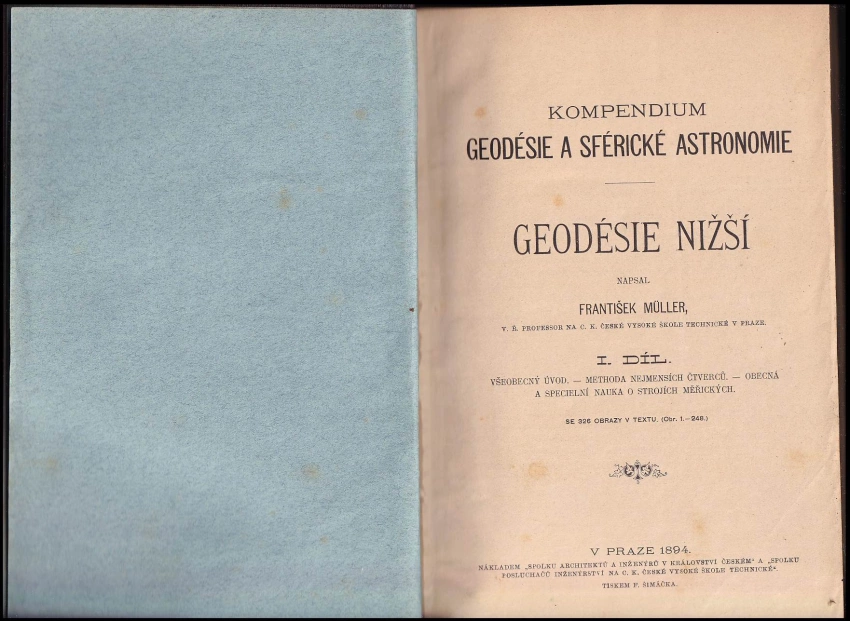 KOMPENDIUM
GEODÉSIE A SFÉRICKÉ ASTRONOMIE
GEODÉSIE NIŽŠÍ
NAPSAL
FRANTIŠEK MÜLLER,
V. Ř. PROFESSOR NA C. K. ČESKÉ VYSOKÉ ŠKOLE TECHNICKÉ V PRAZE.
I. DÍL.
VŠEOBECNÝ ÚVOD. — METHODA NEJMENSÍCH ČTVERCŮ. — OBECNÁ
A SPECIELNÍ NAUKA O STROJÍCH MĚŘICKÝCH.
SE 326 OBRAZY V TEXTU. (Obr. 1.—248.)
V PRAZE 1894.
NÁKLADEM „SPOLKU ARCHITEKTŮ A INŽENÝRŮ V KRÁLOVSTVÍ ČESKÉM“ A „SPOLKU
POSLUCHAČŮ INŽENÝRSTVÍ NA C. K. ČESKÉ VYSOKÉ ŠKOLE TECHNICKÉ“.
TISKEM F. ŠIMÁČKA.